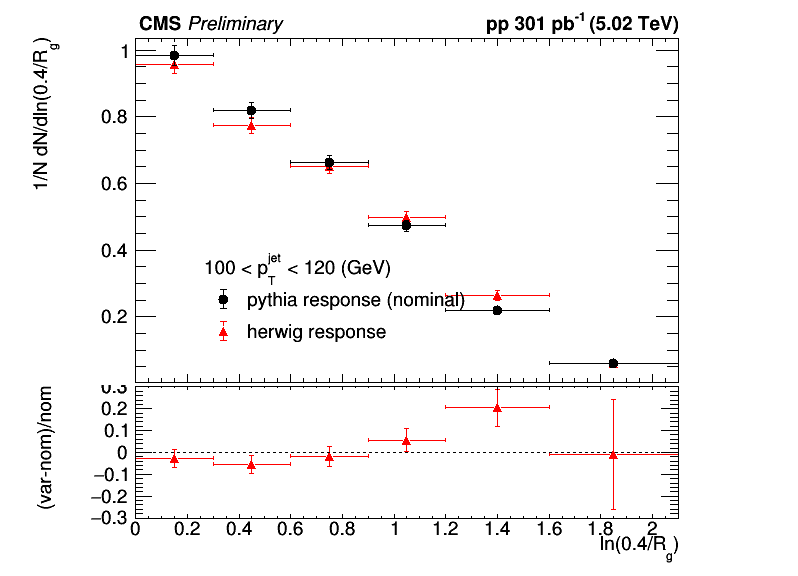 CMS Preliminary
pp 301 pb-1 (5.02 TeV)
1/N dN/dln(0.4/Rg)
1
0.8
0.6
0.4
0.2
100 < pTjet < 120 (GeV)
pythia response (nominal)
herwig response
(var-nom)/nom
0.3
0.2
0.1
0
−0.1
−0.2
−0.3
0 0.2 0.4 0.6 0.8 1 1.2 1.4 1.6 1.8 2
ln(0.4/Rg)